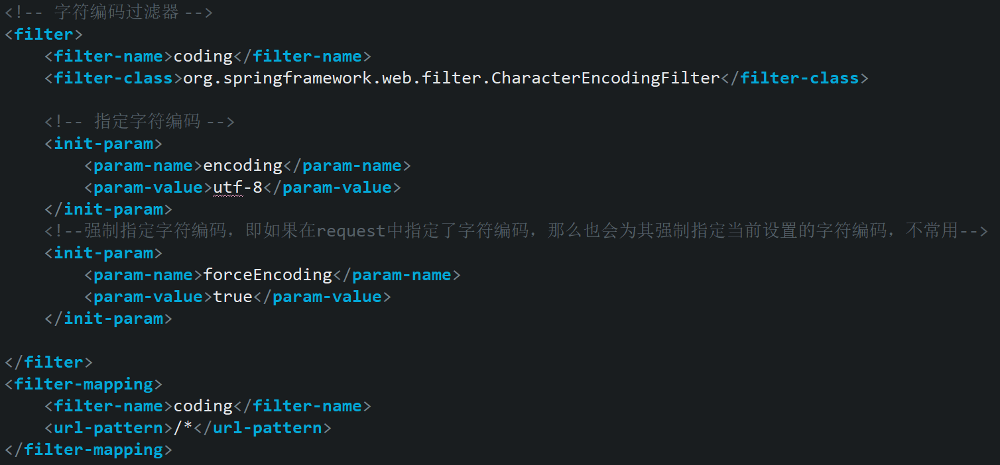 <!-- 字符编码过滤器 -->
<filter>
    <filter-name>coding</filter-name>
    <filter-class>org.springframework.web.filter.CharacterEncodingFilter</filter-class>

    <!-- 指定字符编码 -->
    <init-param>
        <param-name>encoding</param-name>
        <param-value>utf-8</param-value>
    </init-param>
    <!--强制指定字符编码，即如果在request中指定了字符编码，那么也会为其强制指定当前设置的字符编码，不常用-->
    <init-param>
        <param-name>forceEncoding</param-name>
        <param-value>true</param-value>
    </init-param>

</filter>
<filter-mapping>
    <filter-name>coding</filter-name>
    <url-pattern>/*</url-pattern>
</filter-mapping>